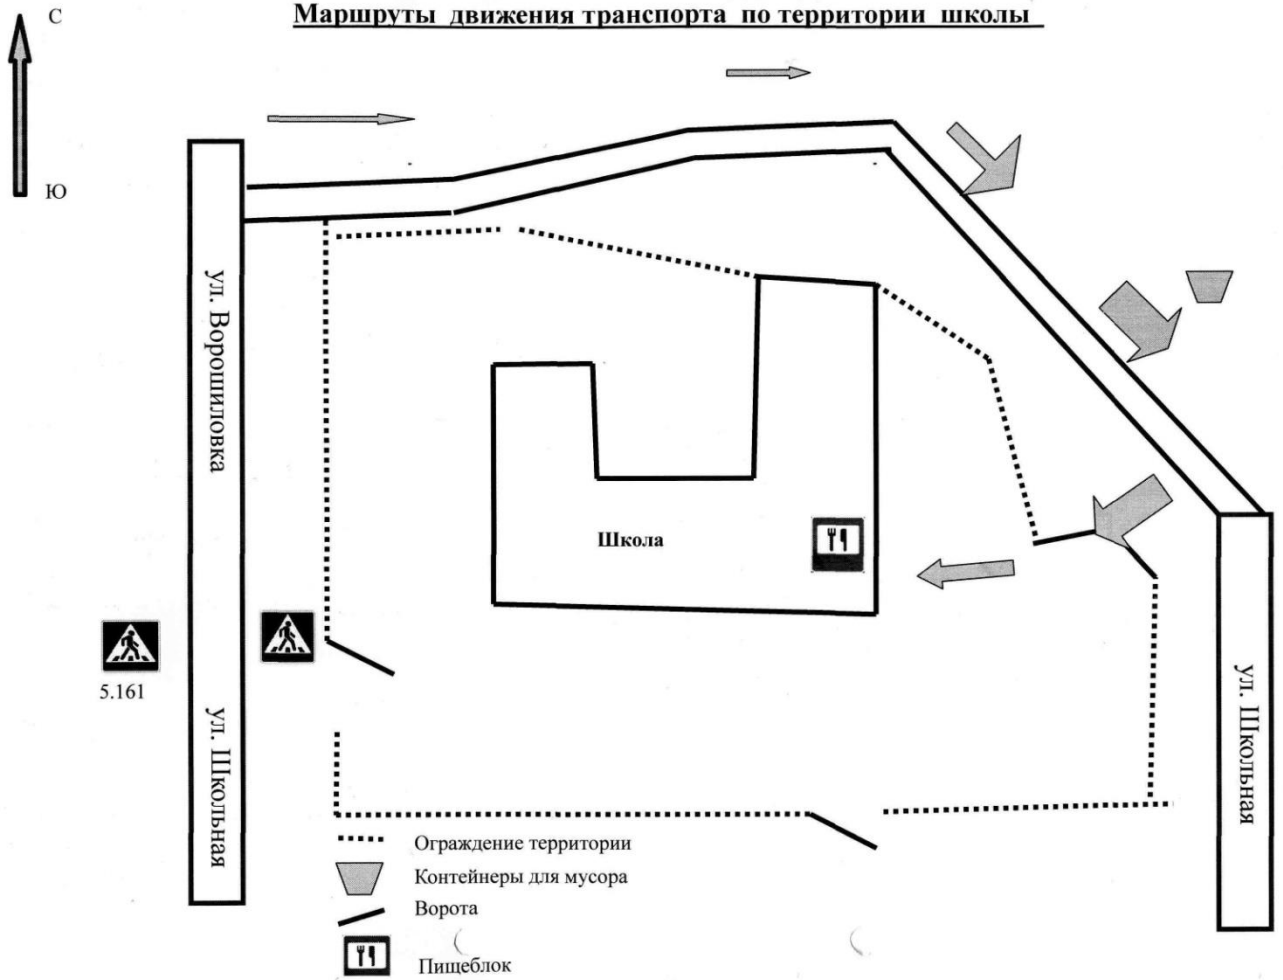 Маршруты движения транспорта по территории школы
С
Ю
ул. Ворошиловка
Школа
5.161
ул. Школьная
ул. Школьная
Ограждение территории
Контейнеры для мусора
Ворота
Пищеблок